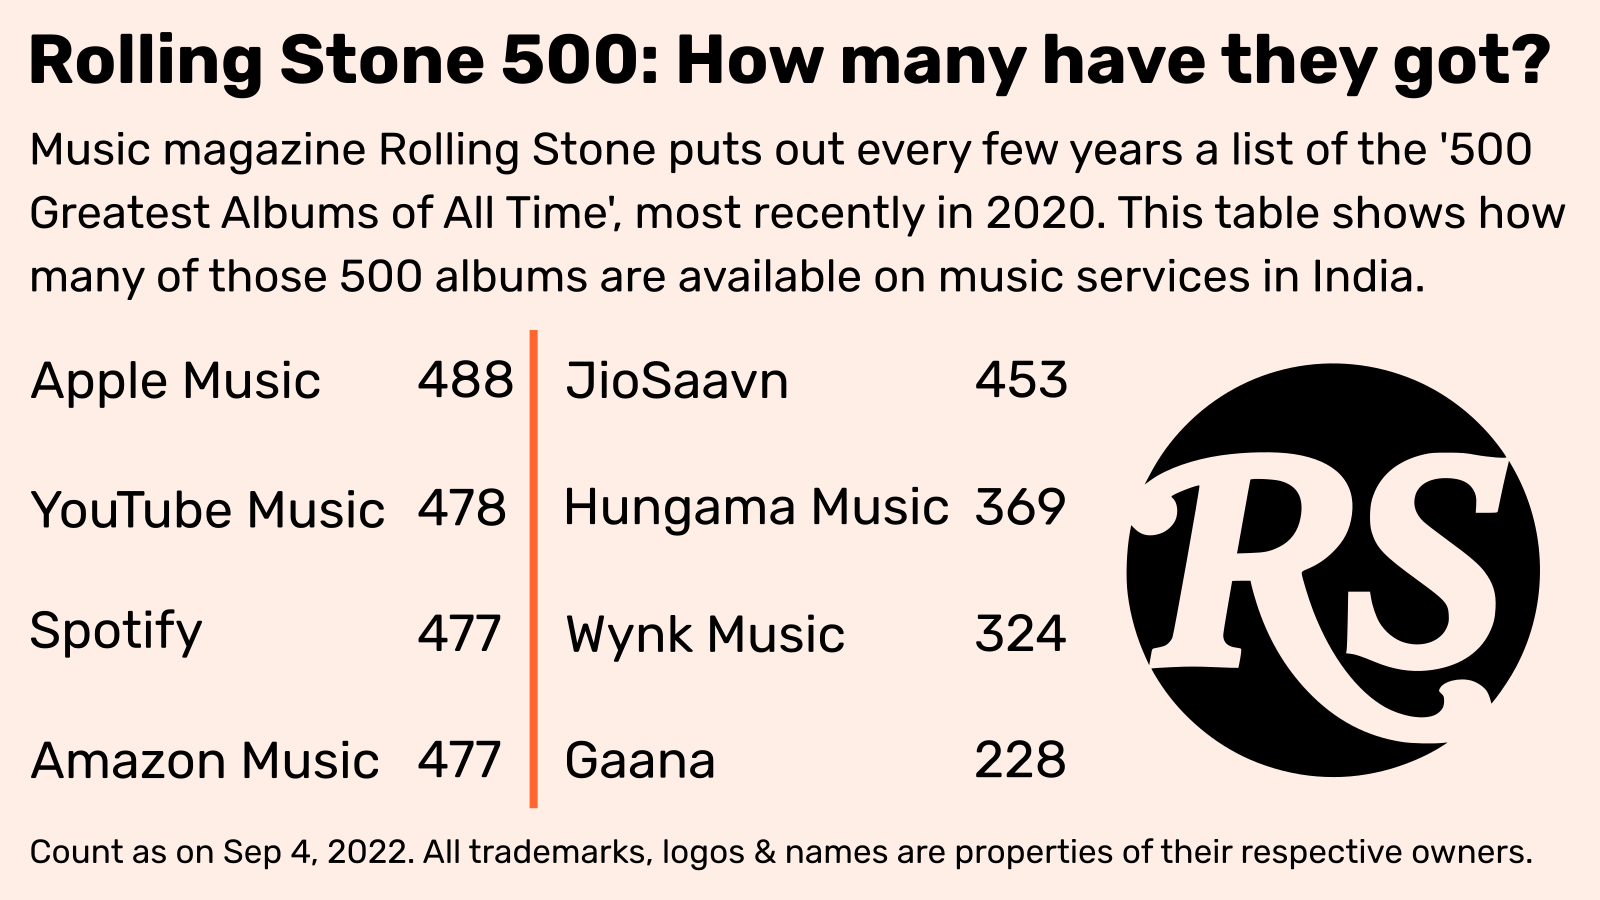 Rolling Stone 500: How many have they got?
Music magazine Rolling Stone puts out every few years a list of the '500
Greatest Albums of All Time', most recently in 2020. This table shows how
many of those 500 albums are available on music services in India.
Apple Music 488
YouTube Music 478
Spotify 477
Amazon Music 477
JioSaavn 453
Hungama Music 369
Wynk Music 324
Gaana 228
RS
Count as on Sep 4, 2022. All trademarks, logos & names are properties of their respective owners.